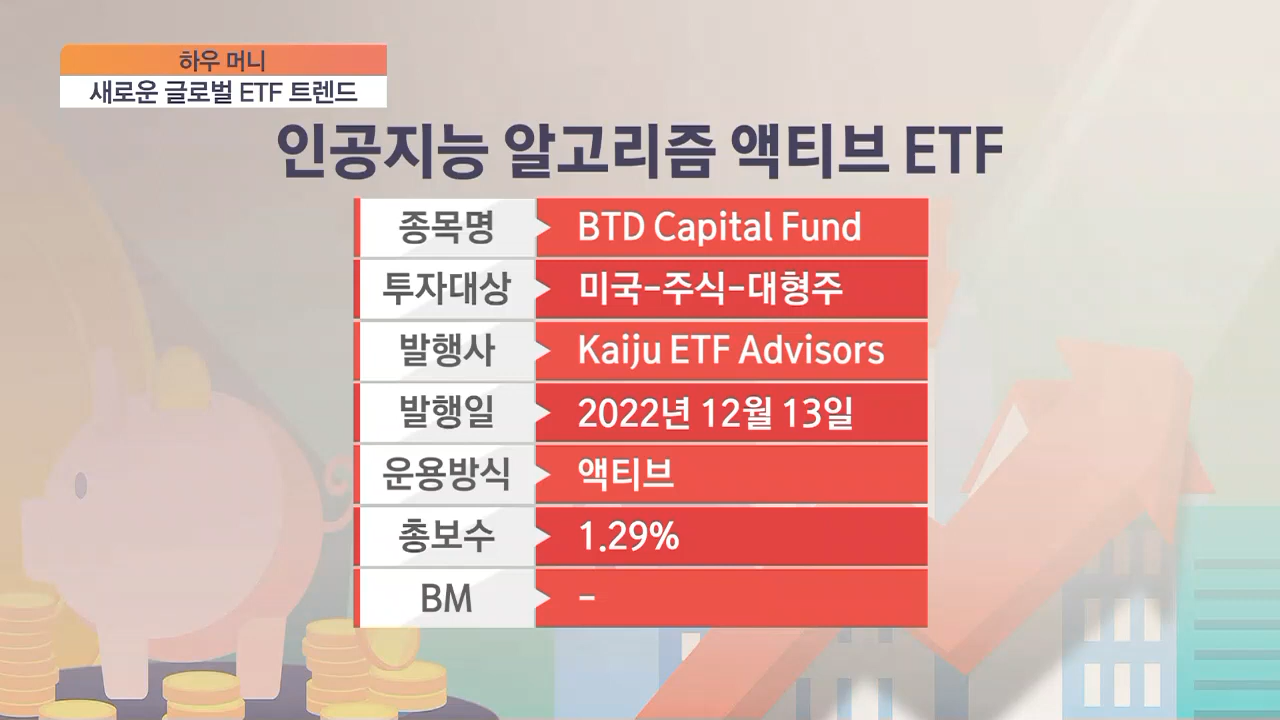 하우 머니
새로운 글로벌 ETF 트렌드
인공지능 알고리즘 액티브 ETF
종목명 BTD Capital Fund
투자대상 미국-주식-대형주
발행사 Kaiju ETF Advisors
발행일 2022년 12월 13일
운용방식 액티브
총보수 1.29%
BM -